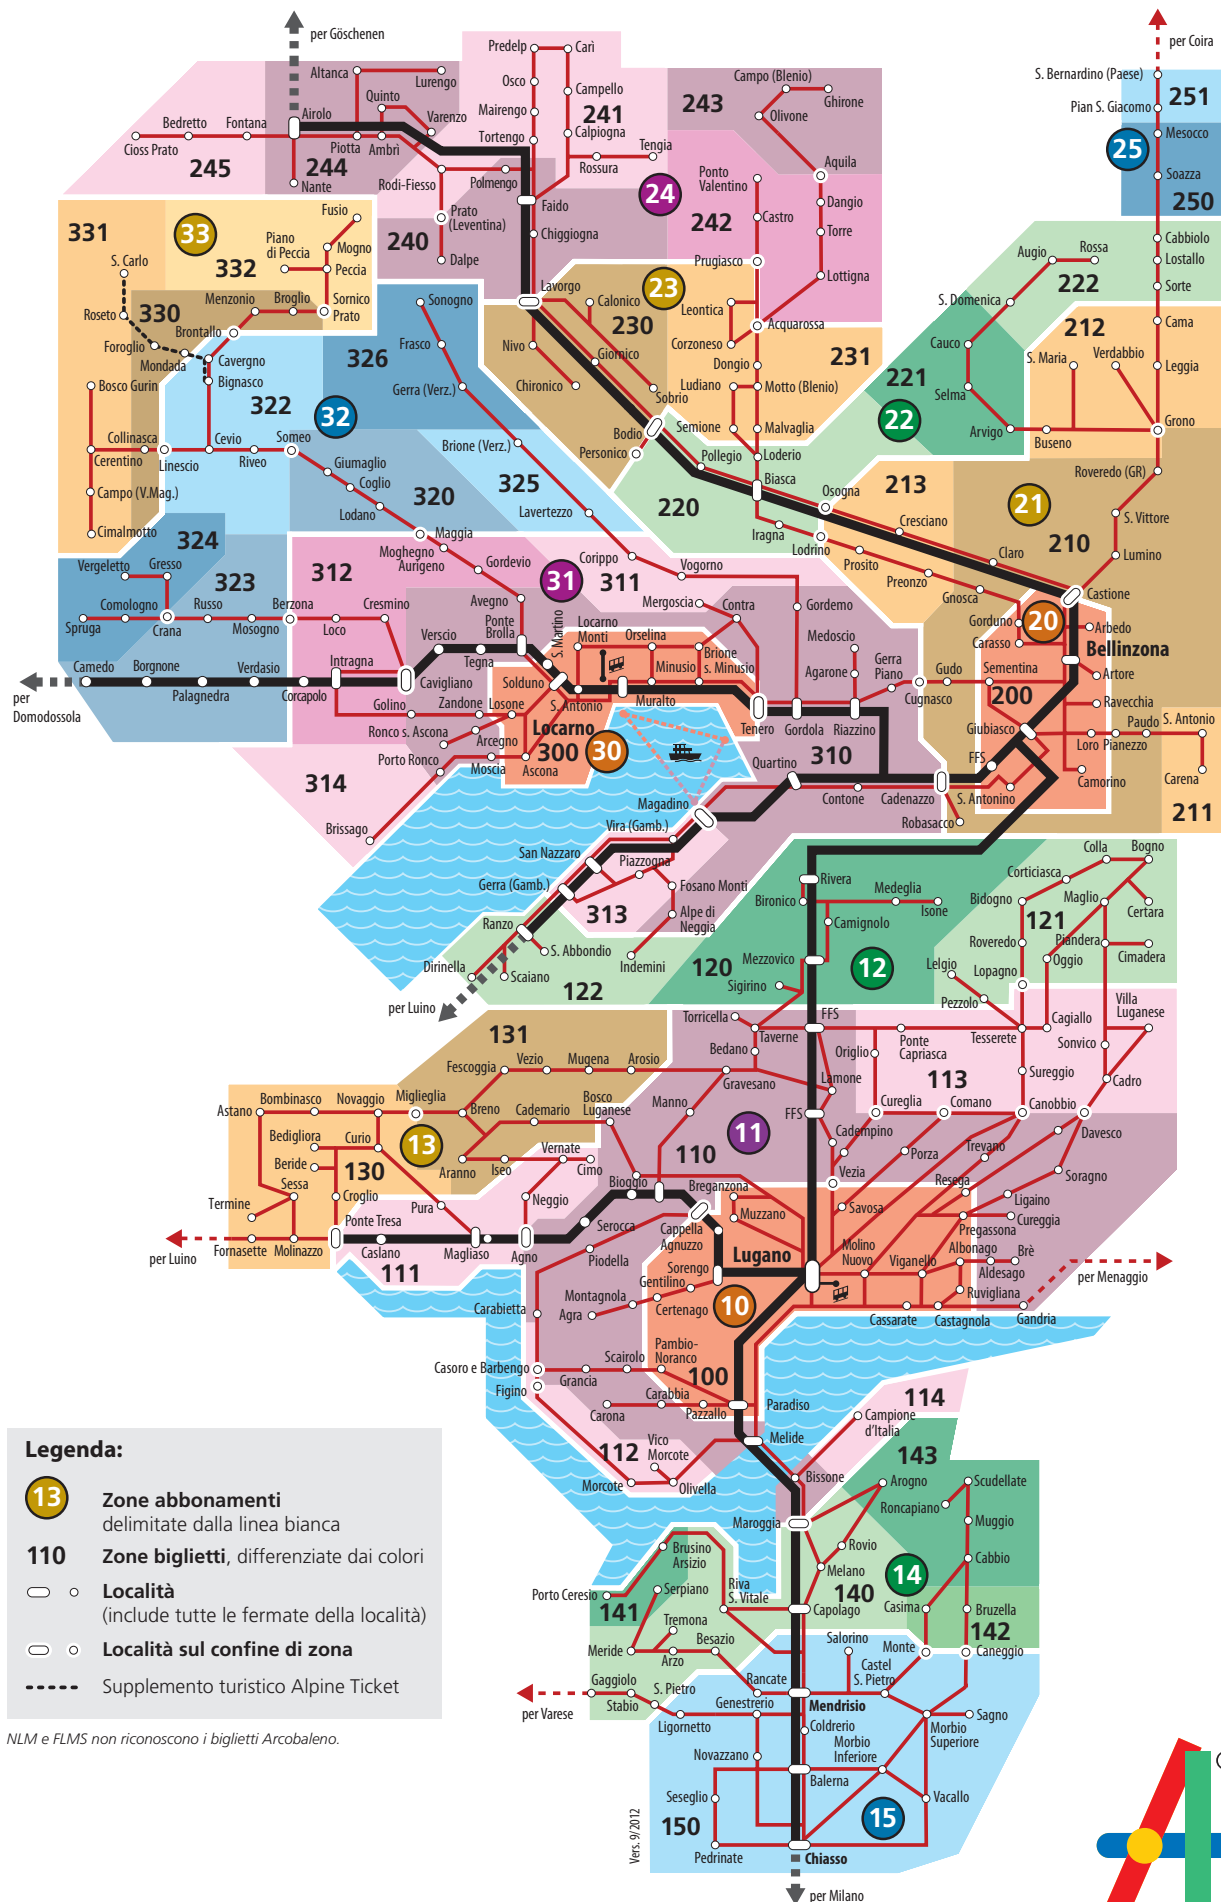 per Göschenen
per Coira
Predelp
Carì
Altanca
Lurengo
Osco
Campello
241
Campo (Blenio)
Ghirone
243
S. Bernardino (Paese)
251
Quinto
Varenzo
Mairengo
Olivone
Pian S. Giacomo
Airolo
Bedretto
Fontana
Tortengo
Calpiogna
Mesocco
25
Cioss Prato
Piotta
Ambrì
Tengia
Rossura
Aquila
245
244
Nante
Rodi-Fiesso
Polmengo
24
Ponto
Valentino
Soazza
Faido
242
Dangio
250
331
33
Fusio
Prato
(Leventina)
Castro
332
Piano
di Peccia
Mogno
240
Chiggiogna
Torre
Augio
Rossa
Cabbiolo
S. Carlo
Peccia
Dalpe
Prugiasco
222
Lostallo
Lottigna
330
Menzonio
Broglio
Sornico
Prato
Sonogno
Lavorgo
23
Calonico
230
Leontica
S. Domenica
Sorte
Roseto
Brontallo
Acquarossa
212
Cama
Foroglio
Mondada
Cavergno
326
Frasco
Nivo
Giornico
Corzoneso
Cauco
S. Maria
Verdabbio
Bignasco
Dongio
231
221
Leggia
Bosco Gurin
322
32
Gerra (Verz.)
Chironico
Sobrio
Ludiano
Motto (Blenio)
Selma
22
Collinasca
Cevio
Someo
Bodio
Semione
Malvaglia
Arvigo
Buseno
Grono
Cerentino
Linescio
Riveo
Brione (Verz.)
Personico
Pollegio
Loderio
Giumaglio
Roveredo (GR)
Campo (V.Mag.)
Coglio
320
325
Biasca
Osogna
213
21
Lodano
Lavertezzo
220
S. Vittore
Cimalmotto
Cresciano
210
324
Maggia
Iragna
Lodrino
Claro
Lumino
Vergeletto
Gresso
323
312
Moghegno
Aurigeno
Gordevio
31
Corippo
311
Prosito
Vogorno
Preonzo
Comologno
Russo
Berzona
Cresmino
Avegno
Mergoscia
Contra
Gordemo
Gnosca
Castione
Gorduno
20
Arbedo
Spruga
Crana
Mosogno
Loco
Verscio
Ponte
Brolla
S. Martino
Locarno
Monti
Orselina
Medoscio
Carasso
Bellinzona
Camedo
Borgnone
Verdasio
Intragna
Tegna
Minusio
Brione
s. Minusio
Agarone
Gerra
Piano
Gudo
Sementina
Artore
per
Domodossola
Palagnedra
Corcapolo
Cavigliano
Solduno
S. Antonio
Muralto
Cugnasco
200
Ravecchia
Golino
Zandone
Losone
Locarno
Tenero
Gordola
Riazzino
Giubiasco
Paudo
S. Antonio
Ronco s. Ascona
Arcegno
300
30
310
Loro
Pianezzo
Porto Ronco
Moscia
Ascona
Quartino
FFS
314
Camorino
Carena
Magadino
Contone
Cadenazzo
S. Antonino
Brissago
Vira (Gamb.)
Robasacco
211
San Nazzaro
Piazzogna
Colla
Bogno
Gerra (Gamb.)
Fosano Monti
Rivera
Medeglia
Corticiasca
Bironico
Isone
Bidogno
Maglio
Certara
313
Alpe di
Neggia
Camignolo
121
Ranzo
Roveredo
Piandera
S. Abbondio
Mezzovico
12
Oggio
Cimadera
Dirinella
Scaiano
Indemini
120
Lelgio
Lopagno
Sigirino
122
Pezzolo
per Luino
Torricella
FFS
Villa
Luganese
131
Taverne
Ponte
Capriasca
Tesserete
Cagiallo
Fescoggia
Vezio
Mugena
Arosio
Bedano
Origlio
Sonvico
Gravesano
Lamone
113
Sureggio
Cadro
Bombinasco
Novaggio
Miglieglia
Bosco
Luganese
Manno
Astano
Breno
Cademario
11
FFS
Cureglia
Comano
Canobbio
Bedigliora
Curio
13
Vernate
110
Cadempino
Trevano
Davesco
Beride
130
Aranno
Iseo
Cimo
Vezia
Porza
Sessa
Bioggio
Breganzona
Resega
Soragno
Termine
Croglio
Pura
Neggio
Muzzano
Savosa
Ligaino
Ponte Tresa
Serocca
Cappella
Agnuzzo
Pregassona
Cureggia
per Luino
Fornasette
Molinazzo
Caslano
Magliaso
Agno
Piodella
Lugano
Molino
Nuovo
Viganello
Albonago
Brè
111
Sorengo
Aldesago
per Menaggio
Gentilino
Montagnola
10
Ruvigliana
Carabietta
Agra
Certenago
Cassarate
Castagnola
Gandria
Pambio-
Noranco
Casoro e Barbengo
Scairolo
100
Figino
Grancia
Carabbia
114
Carona
Pazzallo
Paradiso
Campione
d'Italia
112
Vico
Morcote
Melide
143
Morcote
Olivella
Bissone
Arogno
Scudellate
Roncapiano
Maroggia
Muggio
Brusino
Arsizio
Rovio
14
Cabbio
Melano
Porto Ceresio
Serpiano
Riva
S. Vitale
140
141
Capolago
Casima
Bruzella
Tremona
142
Meride
Arzo
Besazio
Salorino
Monte
Caneggio
Gaggiolo
Rancate
Castel
S. Pietro
per Varese
Stabio
S. Pietro
Genestrerio
Mendrisio
Sagno
Ligornetto
Coldrerio
Morbio
Superiore
Novazzano
Morbio
Inferiore
Balerna
Seseglio
Vacallo
150
15
Pedrinate
Chiasso
Vers. 9/2012
per Milano
Legenda:
13
Zone abbonamenti
delimitate dalla linea bianca
110
Zone biglietti, differenziate dai colori
Località
(include tutte le fermate della località)
Località sul confine di zona
Supplemento turistico Alpine Ticket
NLM e FLMS non riconoscono i biglietti Arcobaleno.